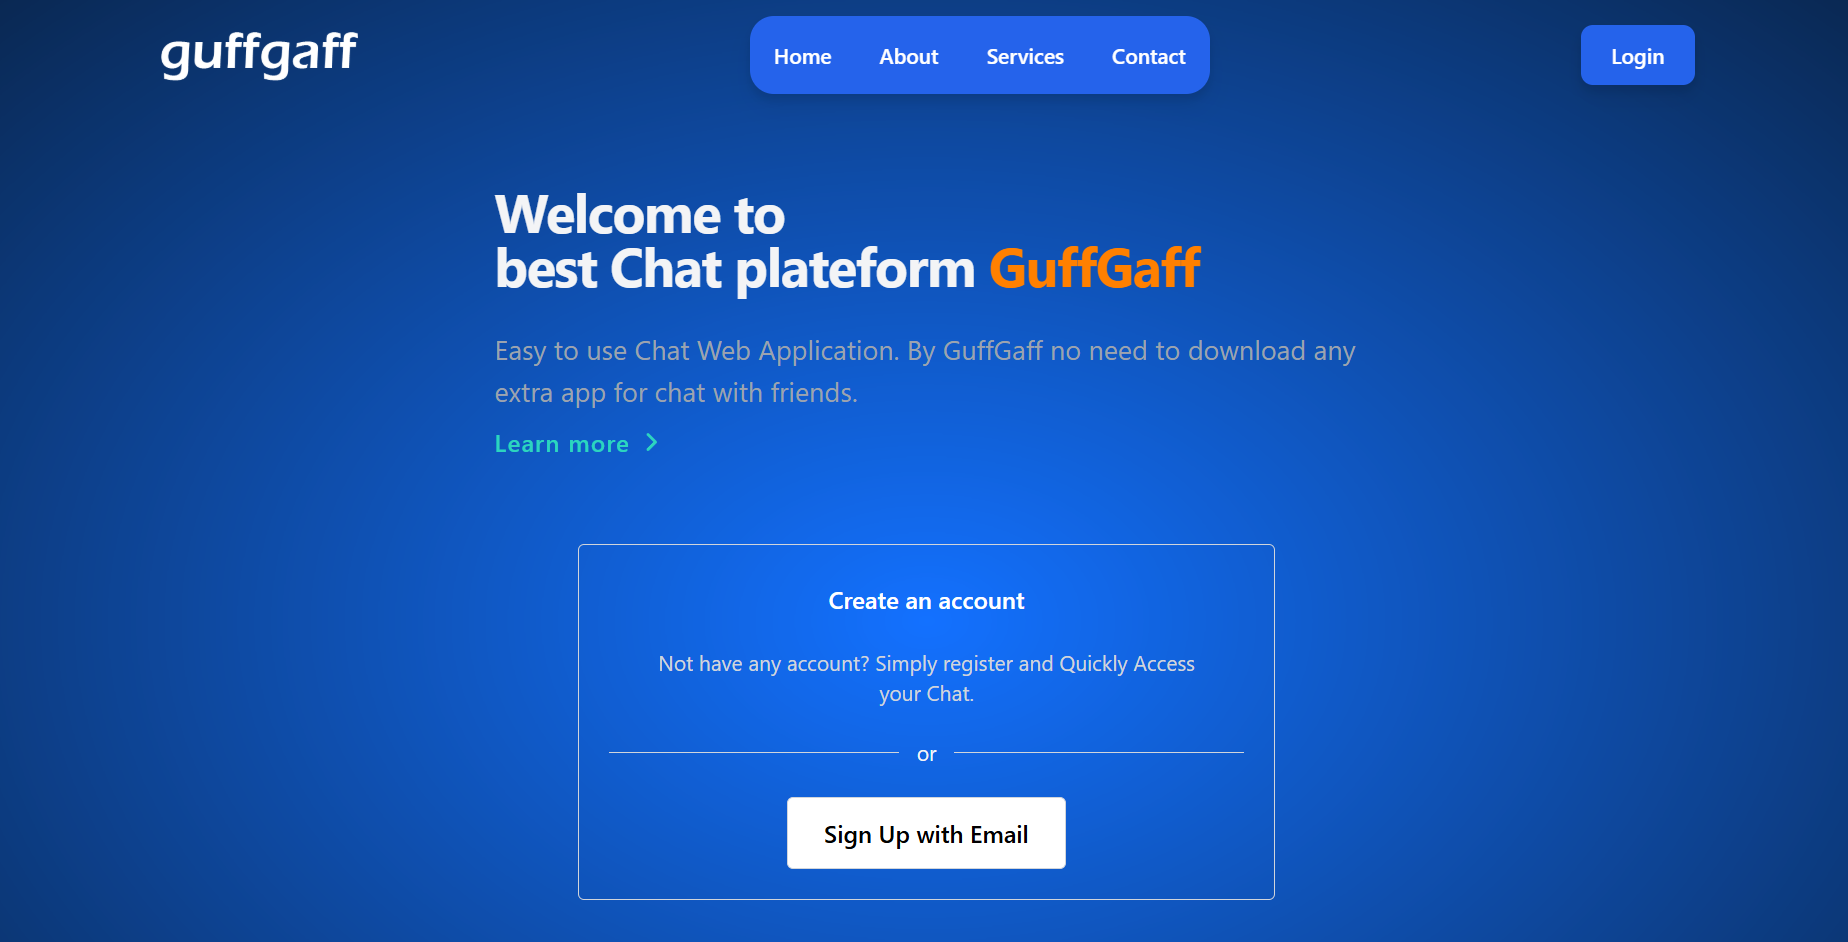 guffgaff
Home About Services Contact
Login
Welcome to
best Chat plateform GuffGaff
Easy to use Chat Web Application. By GuffGaff no need to download any
extra app for chat with friends.
Learn more
Create an account
Not have any account? Simply register and Quickly Access
your Chat.
or
Sign Up with Email